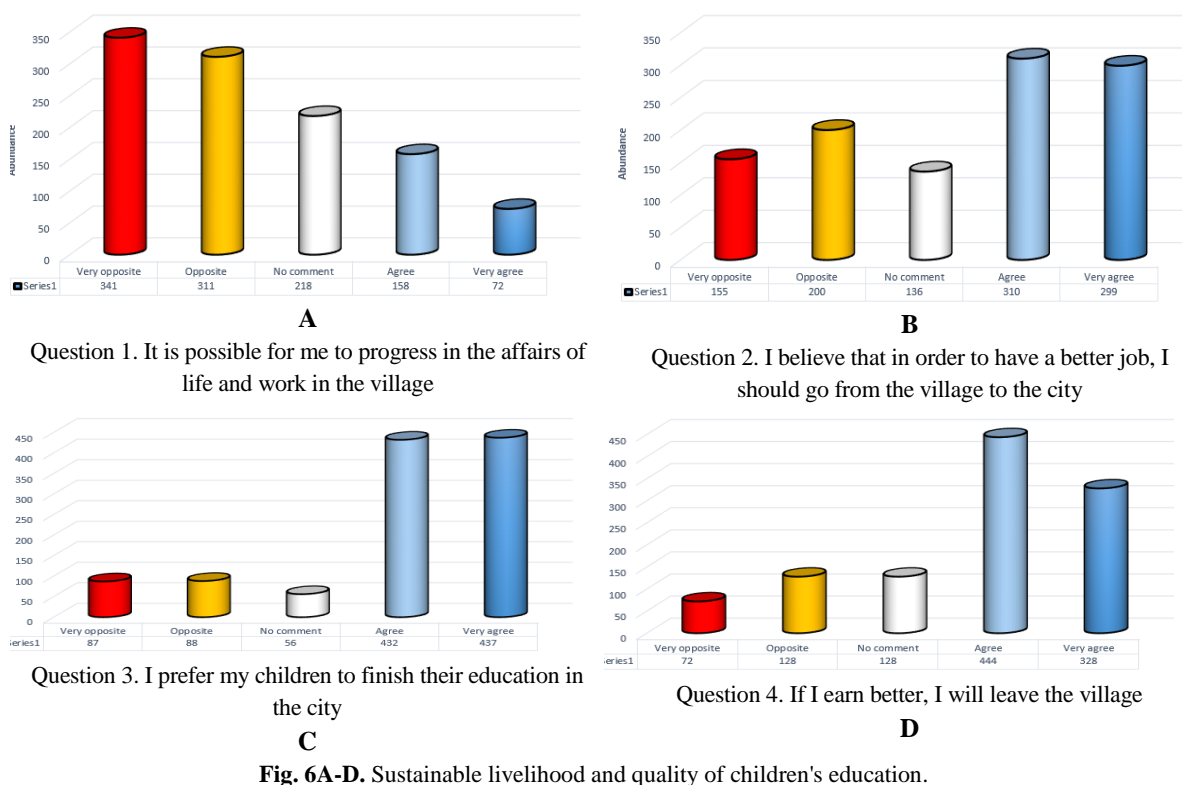 350
300
250
200
150
100
50
0
Abundance
Very opposite Opposite No comment Agree Very agree
Series1 341 311 218 158 72
A
Question 1. It is possible for me to progress in the affairs of
life and work in the village
350
300
250
200
150
100
50
0
Abundance
Very opposite Opposite No comment Agree Very agree
Series1 155 200 136 310 299
B
Question 2. I believe that in order to have a better job, I
should go from the village to the city
450
400
350
300
250
200
150
100
50
0
Very opposite Opposite No comment Agree Very agree
eries1 87 88 56 432 437
Question 3. I prefer my children to finish their education in
the city
C
450
400
350
300
250
200
150
100
50
0
Very opposite Opposite No comment Agree Very agree
eries1 72 128 128 444 328
Question 4. If I earn better, I will leave the village
D
Fig. 6A-D. Sustainable livelihood and quality of children's education.